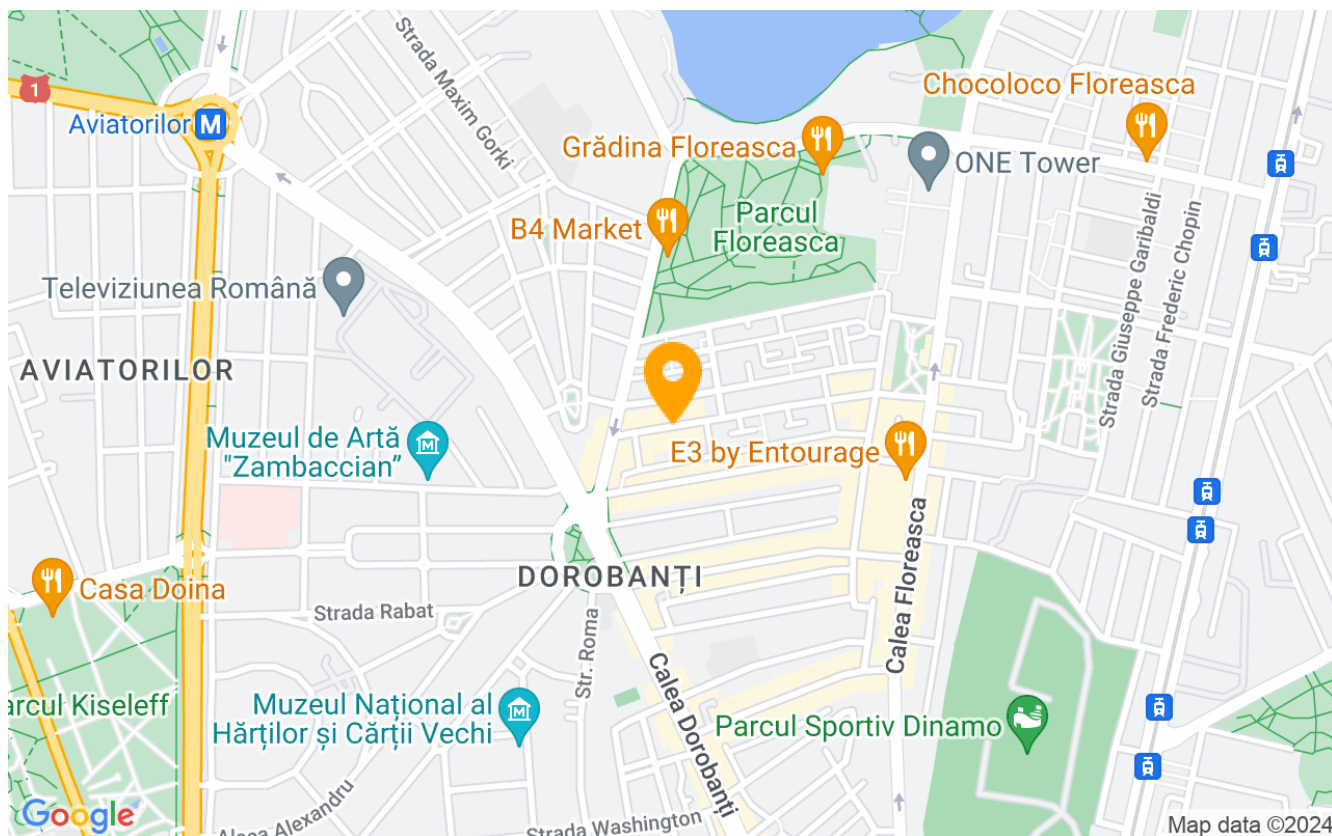 1
Aviatorilor
M
Strada Maxim Gorki
Chocoloco Floreasca
Grădina Floreasca
ONE Tower
B4 Market
Parcul
Floreasca
Strada Giuseppe Garibaldi
Strada Frederic Chopin
Televiziunea Română
AVIATORILOR
Muzeul de Artă
"Zambaccian”
E3 by Entourage
Calea Floreasca
DOROBANȚI
Casa Doina
Strada Rabat
Str. Roma
Calea Dorobanți
arcul Kiseleff
Muzeul Național al
Hărților și Cărții Vechi
Parcul Sportiv Dinamo
Aleea Alexandru
Strada Washington
Google
Map data ©2024